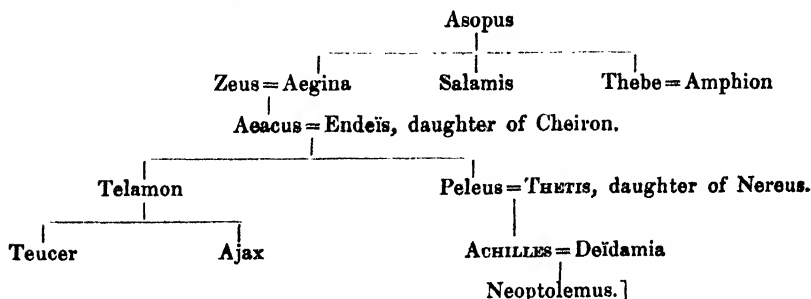 Asopus
Zeus = Aegina Salamis Thebe = Amphion
Aeacus = Endeïs, daughter of Cheiron.
Telamon Peleus = THETIS, daughter of Nereus.
Teucer Ajax ACHILLES = Deïdamia
Neoptolemus.]